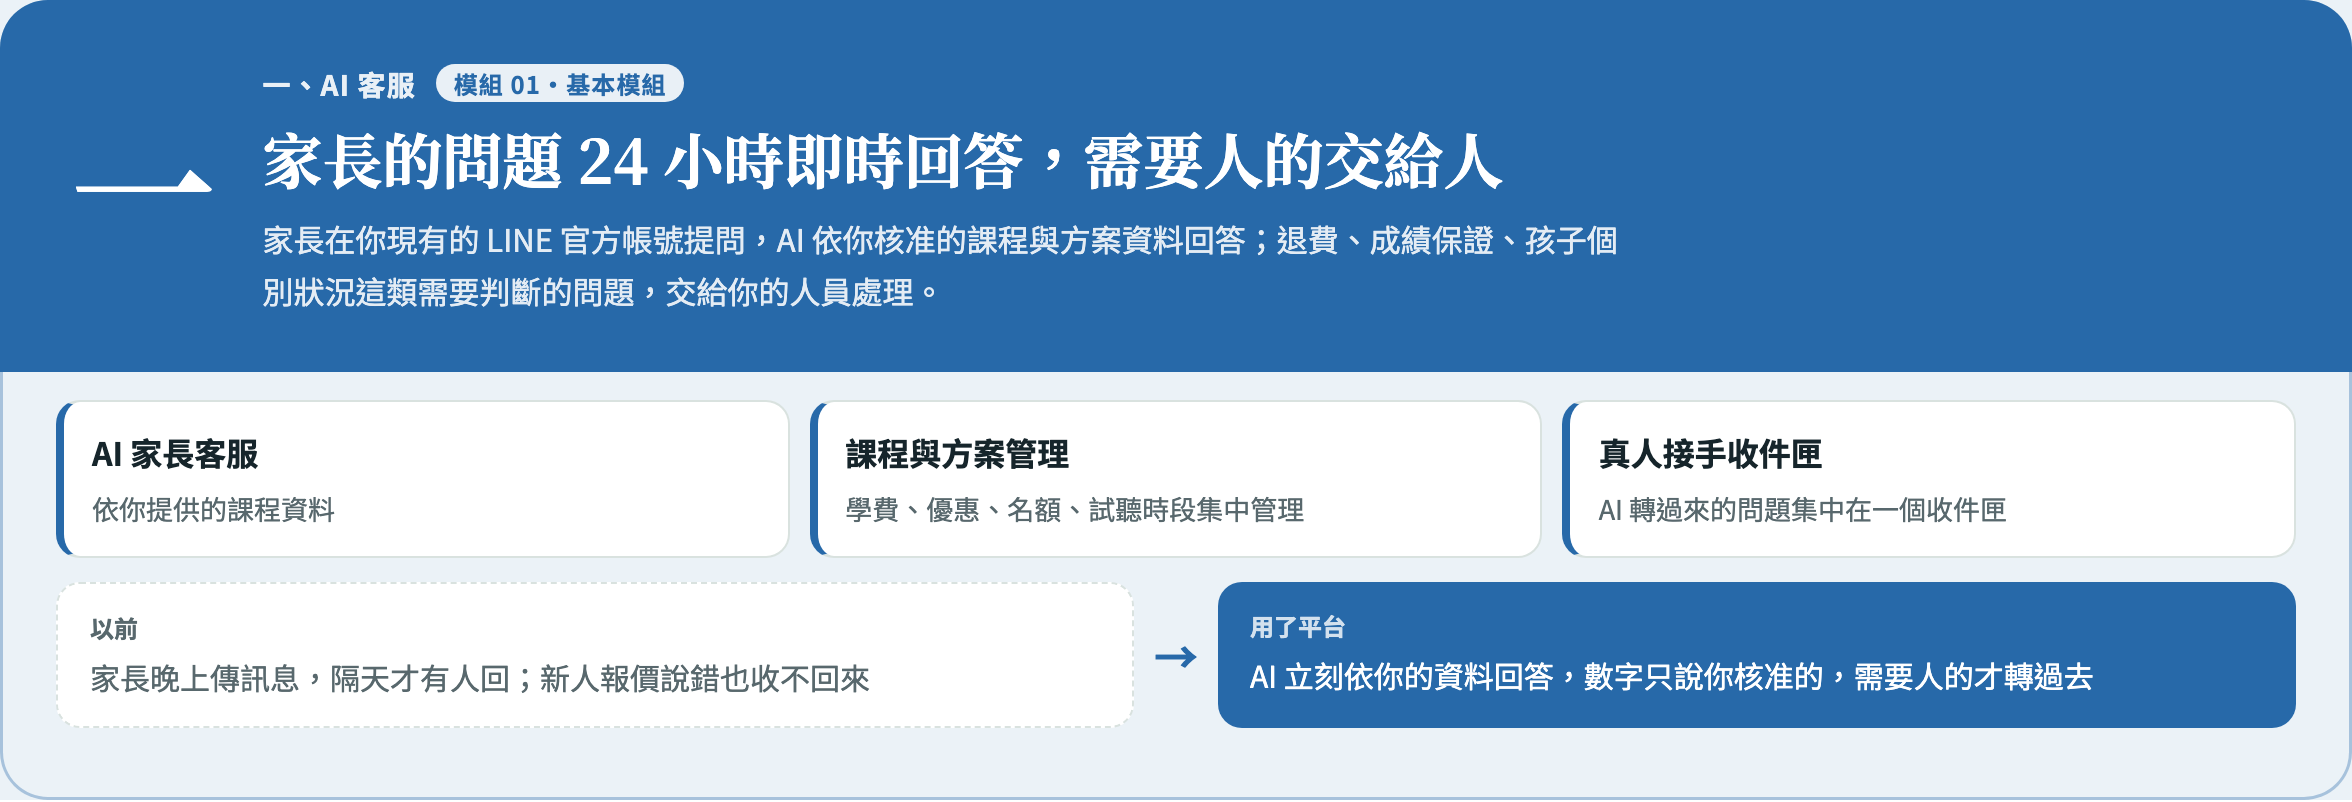 一
一、AI 客服
模組 01・基本模組
家長的問題 24 小時即時回答，需要人的交給人
家長在你現有的 LINE 官方帳號提問，AI 依你核准的課程與方案資料回答；退費、成績保證、孩子個
別狀況這類需要判斷的問題，交給你的人員處理。
AI 家長客服
依你提供的課程資料
課程與方案管理
學費、優惠、名額、試聽時段集中管理
真人接手收件匣
AI 轉過來的問題集中在一個收件匣
以前
家長晚上傳訊息，隔天才有人回；新人報價說錯也收不回來
→
用了平台
AI 立刻依你的資料回答，數字只說你核准的，需要人的才轉過去